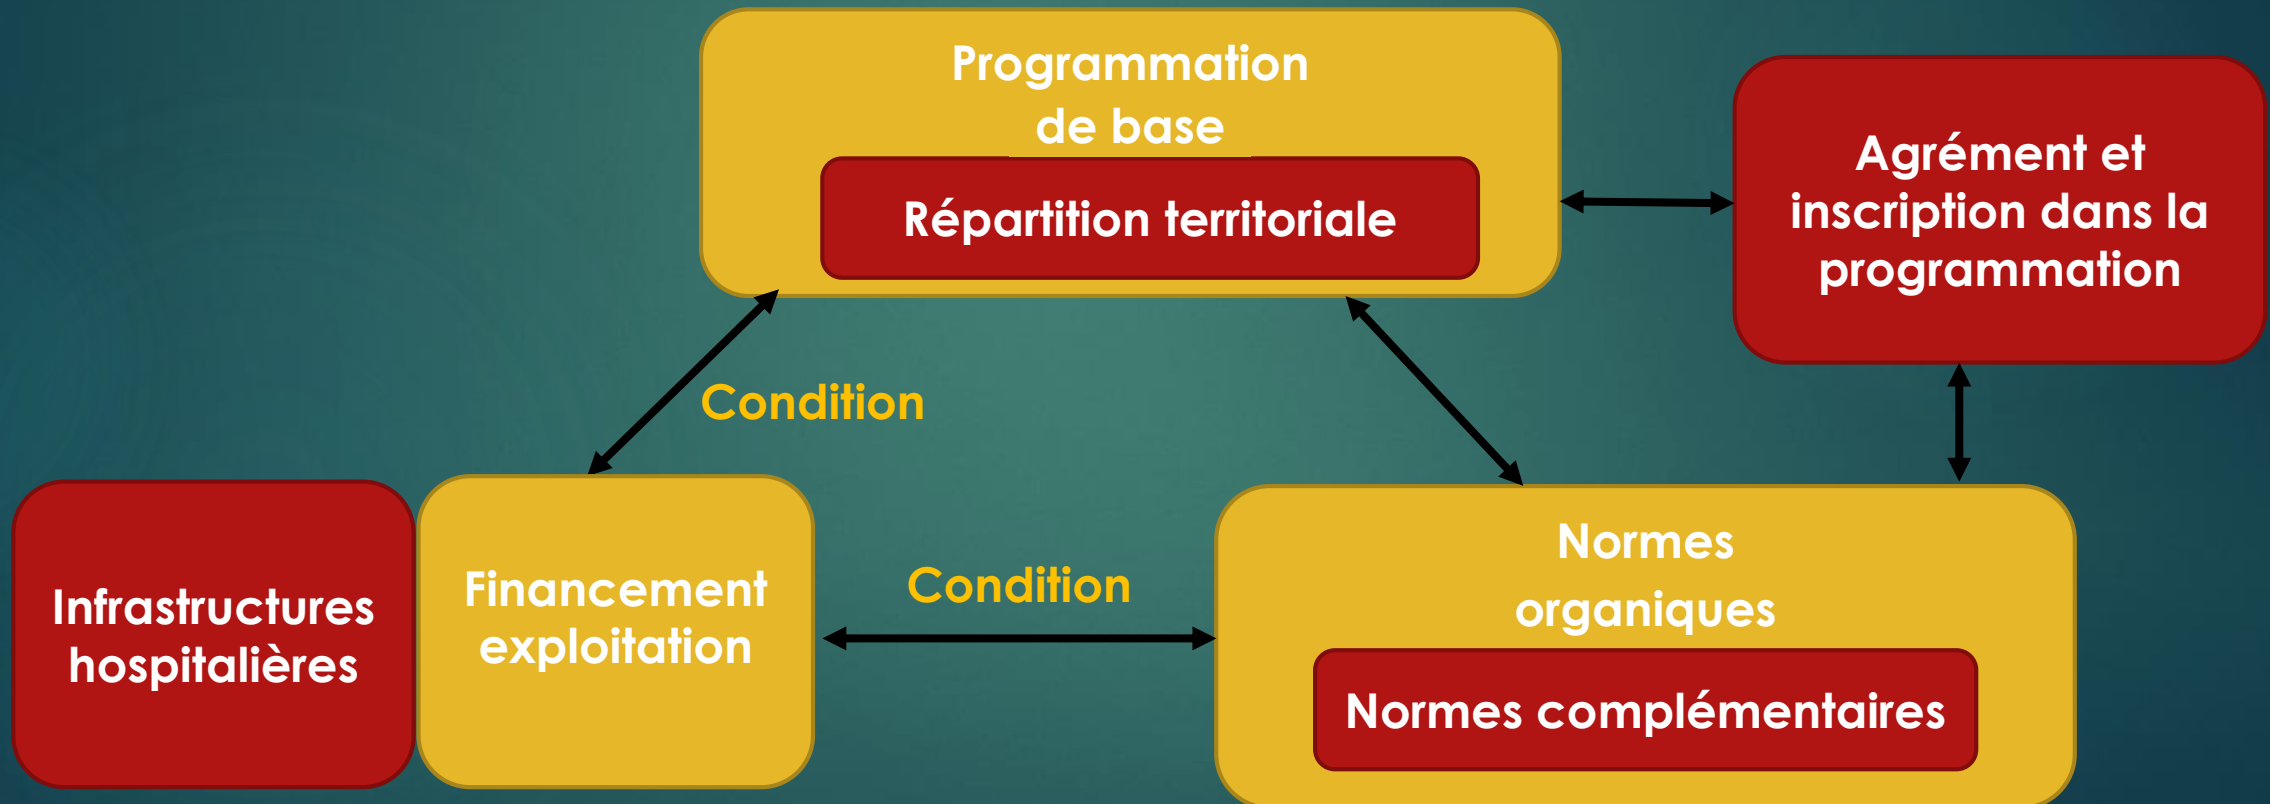 Programmation
de base
Répartition territoriale
Agrément et
inscription dans la
programmation
Condition
Infrastructures
hospitalières
Financement
exploitation
Condition
Normes
organiques
Normes complémentaires